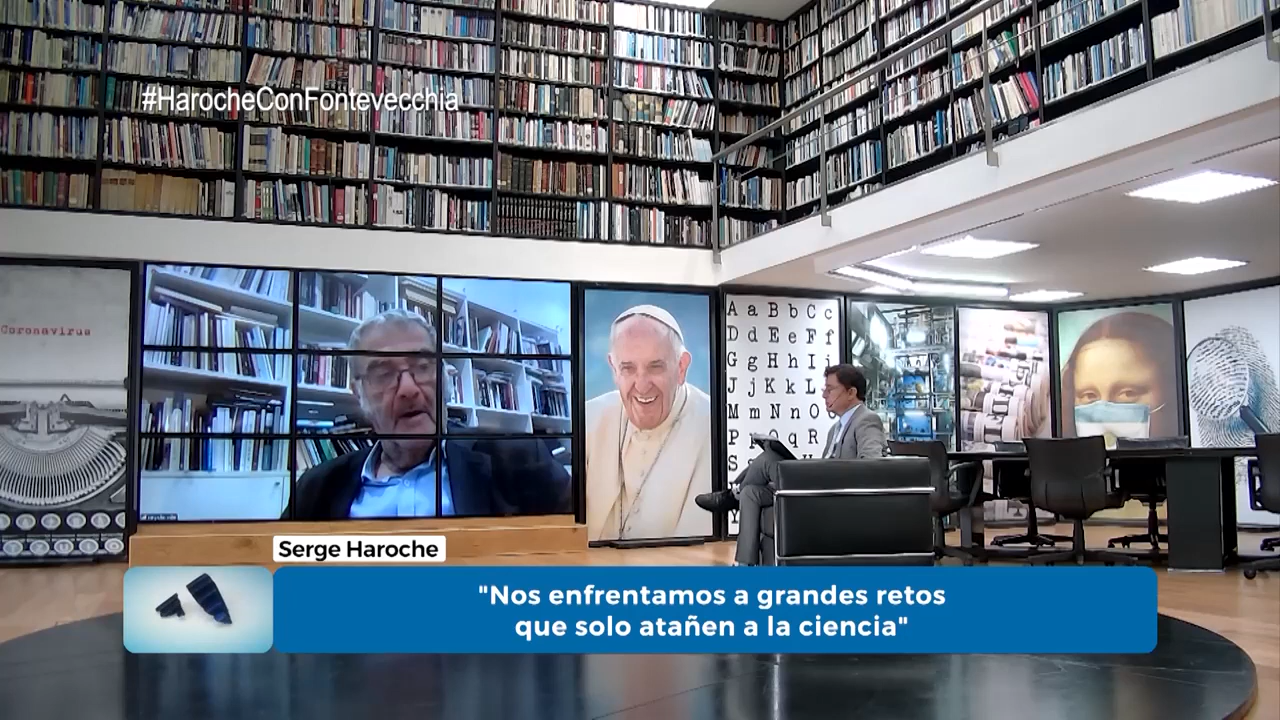 #HarocheConFontevecchia
Coronavirus
A a B b C c
D d E e F f
G g H h I i
J j K k L
M m N n O
P p Q q R
S s
Serge Haroche
"Nos enfrentamos a grandes retos
que solo atañen a la ciencia"